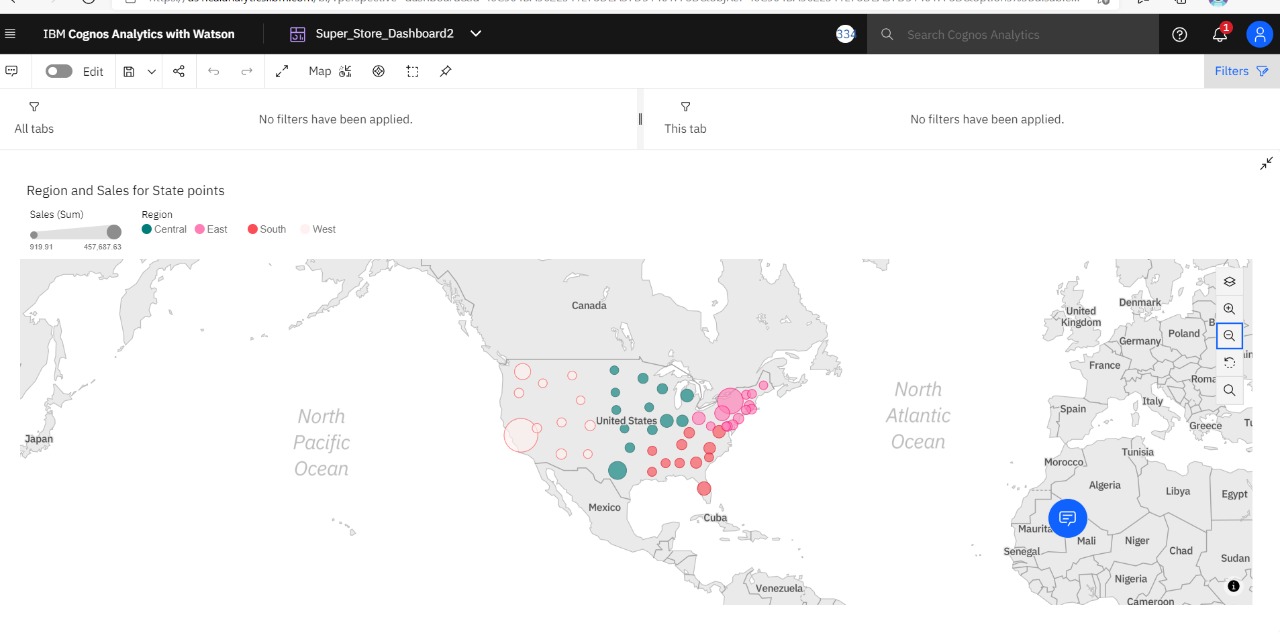 IBM Cognos Analytics with Watson
Super_Store_Dashboard2
334
Search Cognos Analytics
1
Edit
Map
Filters
All tabs
No filters have been applied.
This tab
No filters have been applied.
Region and Sales for State points
Sales (Sum)
919.91
457,687.63
Region
Central
East
South
West
Canada
United States
Mexico
Cuba
Venezuela
Japan
North
Pacific
Ocean
North
Atlantic
Ocean
United
Kingdom
Denmark
Germany
Poland
France
Roma
Spain
Italy
Greece
Tunisia
Morocco
Algeria
Libya
Egypt
Maurita
Mali
Niger
Chad
Sudan
Senegal
Nigeria
Cameroon